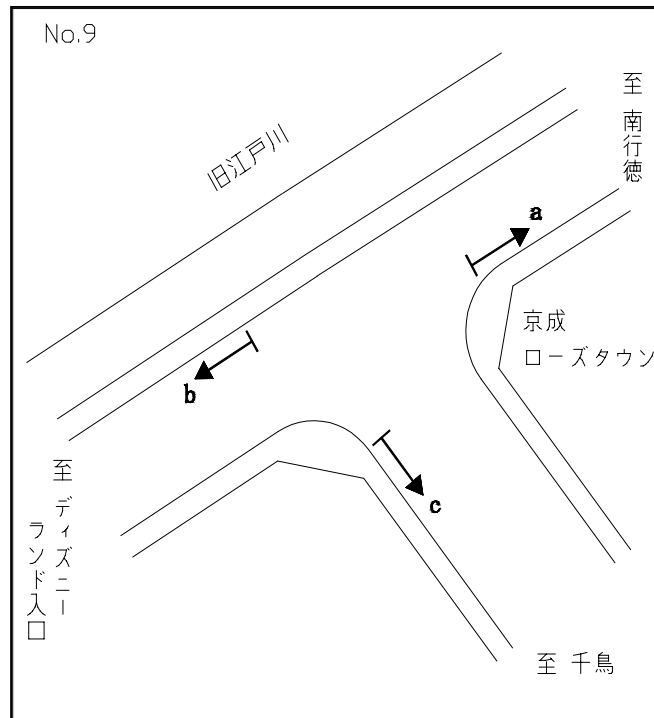 No.9
至 南行徳
旧江戸川
a
京成
ローズタウン
b
c
至 ディズニー
ランド入口
至 千鳥